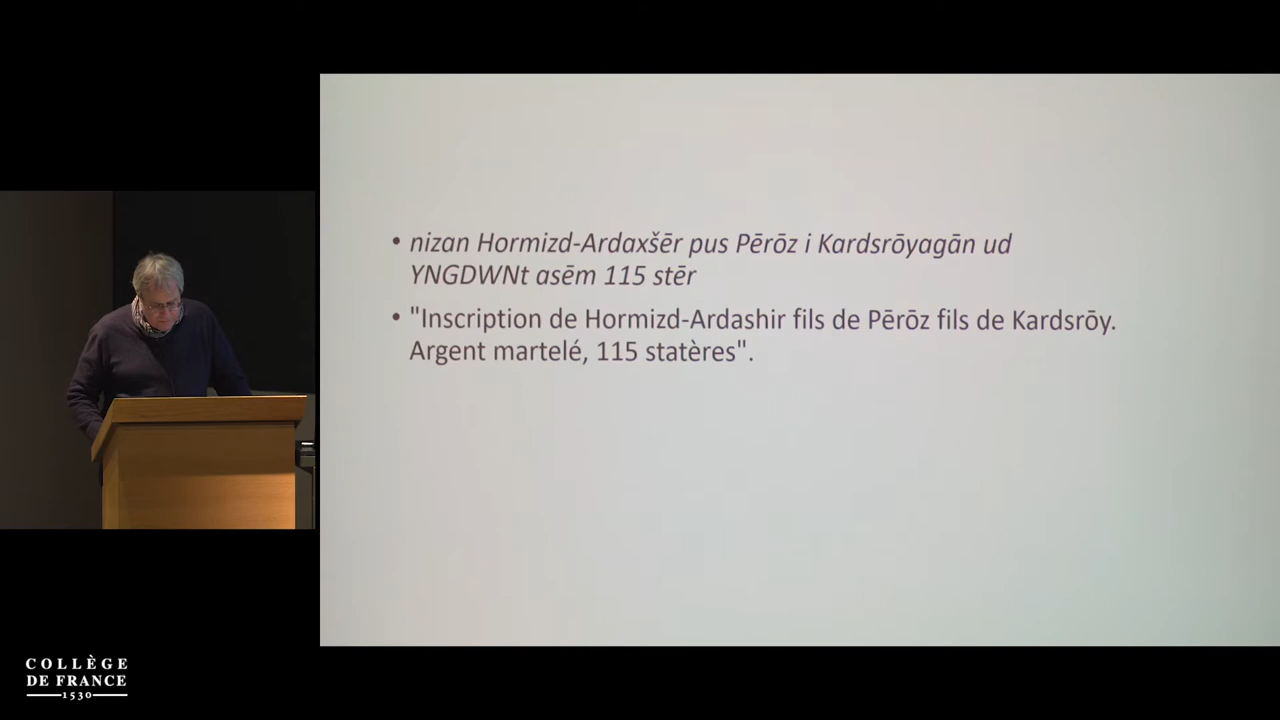 • nizan Hormizd-Ardaxšēr pus Pērōz i Kardsrōyagān ud
YNGDWNt asēm 115 stēr
• "Inscription de Hormizd-Ardashir fils de Pērōz fils de Kardsrōy.
Argent martelé, 115 statères".
COLLÈGE
DE FRANCE
1530